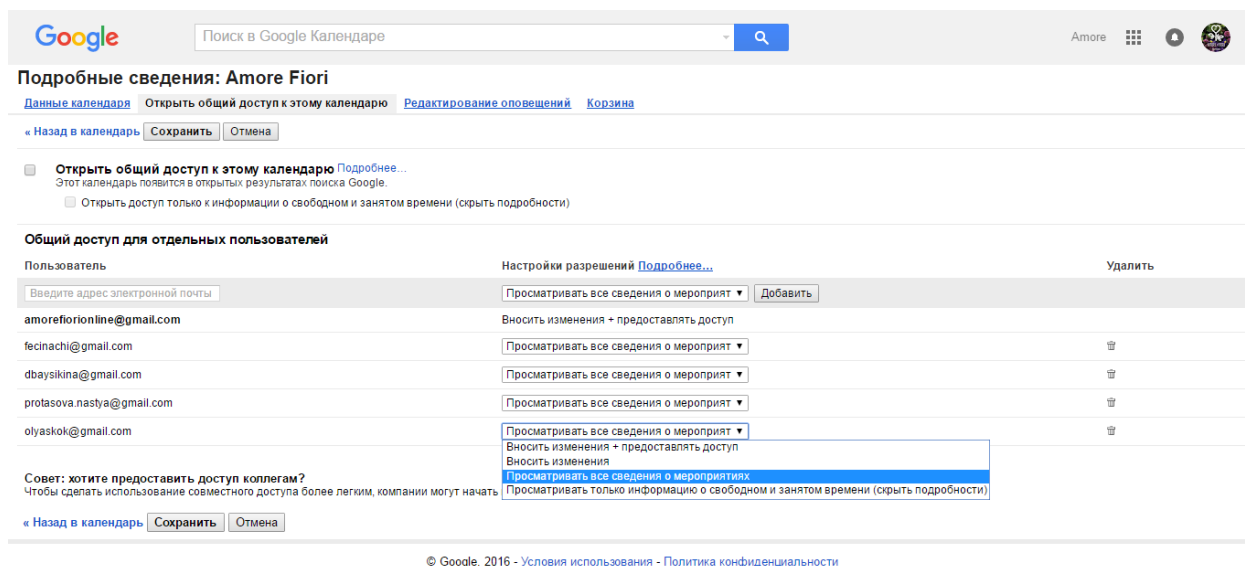 Google Поиск в Google Календаре Amore
Подробные сведения: Amore Fiori
Данные календаря Открыть общий доступ к этому календарю Редактирование оповещений Корзина
« Назад в календарь Сохранить Отмена
Открыть общий доступ к этому календарю Подробнее...
Этот календарь появится в открытых результатах поиска Google.
Открыть доступ только к информации о свободном и занятом времени (скрыть подробности)
Общий доступ для отдельных пользователей
Пользователь Настройки разрешений Подробнее... Удалить
Введите адрес электронной почты Просматривать все сведения о мероприят Добавить
amorefiorionline@gmail.com Вносить изменения + предоставлять доступ
fecinachi@gmail.com Просматривать все сведения о мероприят
dbaysikina@gmail.com Просматривать все сведения о мероприят
protasova.nastya@gmail.com Просматривать все сведения о мероприят
olyaskok@gmail.com Просматривать все сведения о мероприят
Вносить изменения + предоставлять доступ
Вносить изменения
Просматривать все сведения о мероприятиях
Просматривать только информацию о свободном и занятом времени (скрыть подробности)
Совет: хотите предоставить доступ коллегам?
Чтобы сделать использование совместного доступа более легким, компании могут начать
« Назад в календарь Сохранить Отмена
© Google, 2016 - Условия использования - Политика конфиденциальности